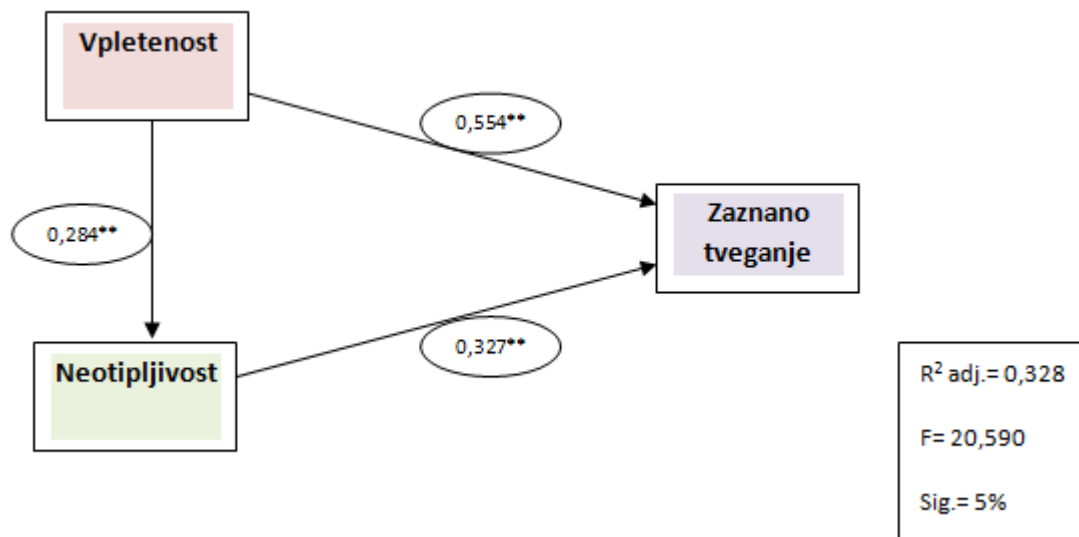 Vpletenost
0,554**
Zaznano
tveganje
0,284**
0,327**
Neotipljivost
R² adj.= 0,328
F= 20,590
Sig.= 5%